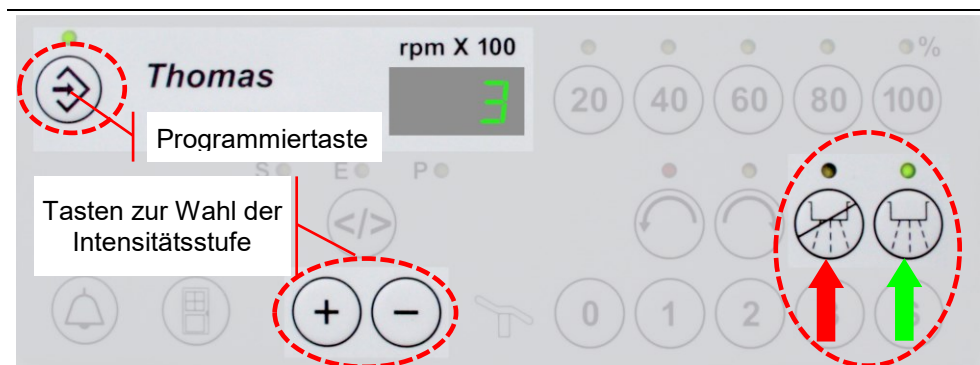 rpm X 100
Thomas
3
20 40 60 80 100 %
Programmiertaste
S E P
Tasten zur Wahl der
Intensitätsstufe
</>
+ −
0 1 2